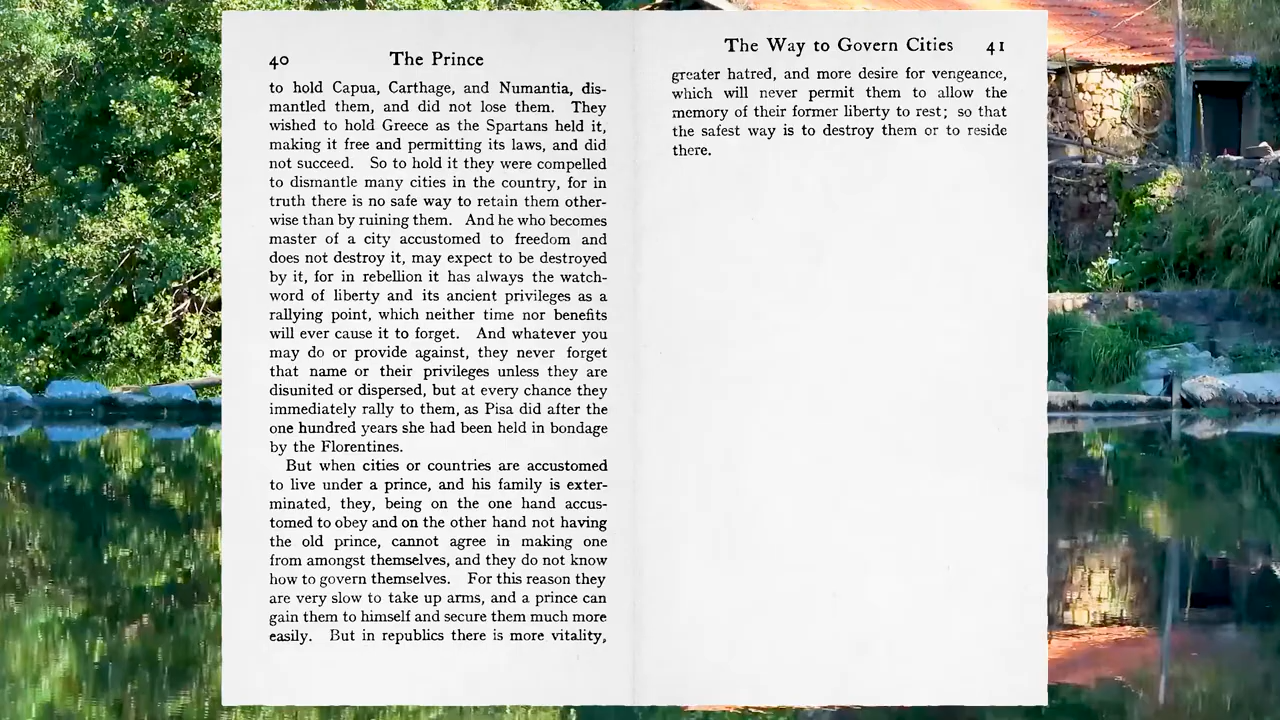 40 The Prince
to hold Capua, Carthage, and Numantia, dis-
mantled them, and did not lose them. They
wished to hold Greece as the Spartans held it,
making it free and permitting its laws, and did
not succeed. So to hold it they were compelled
to dismantle many cities in the country, for in
truth there is no safe way to retain them other-
wise than by ruining them. And he who becomes
master of a city accustomed to freedom and
does not destroy it, may expect to be destroyed
by it, for in rebellion it has always the watch-
word of liberty and its ancient privileges as a
rallying point, which neither time nor benefits
will ever cause it to forget. And whatever you
may do or provide against, they never forget
that name or their privileges unless they are
disunited or dispersed, but at every chance they
immediately rally to them, as Pisa did after the
one hundred years she had been held in bondage
by the Florentines.
But when cities or countries are accustomed
to live under a prince, and his family is exter-
minated, they, being on the one hand accus-
tomed to obey and on the other hand not having
the old prince, cannot agree in making one
from amongst themselves, and they do not know
how to govern themselves. For this reason they
are very slow to take up arms, and a prince can
gain them to himself and secure them much more
easily. But in republics there is more vitality,
The Way to Govern Cities 41
greater hatred, and more desire for vengeance,
which will never permit them to allow the
memory of their former liberty to rest; so that
the safest way is to destroy them or to reside
there.